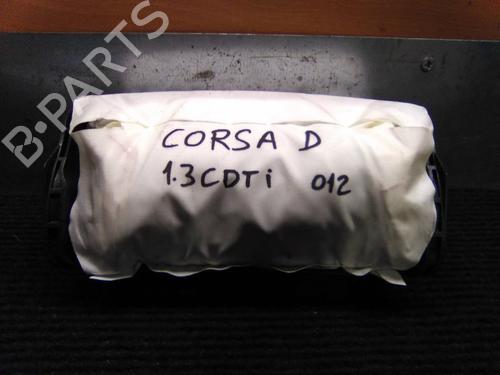 B-PARTS
CORSA D
1.3CDTi 012